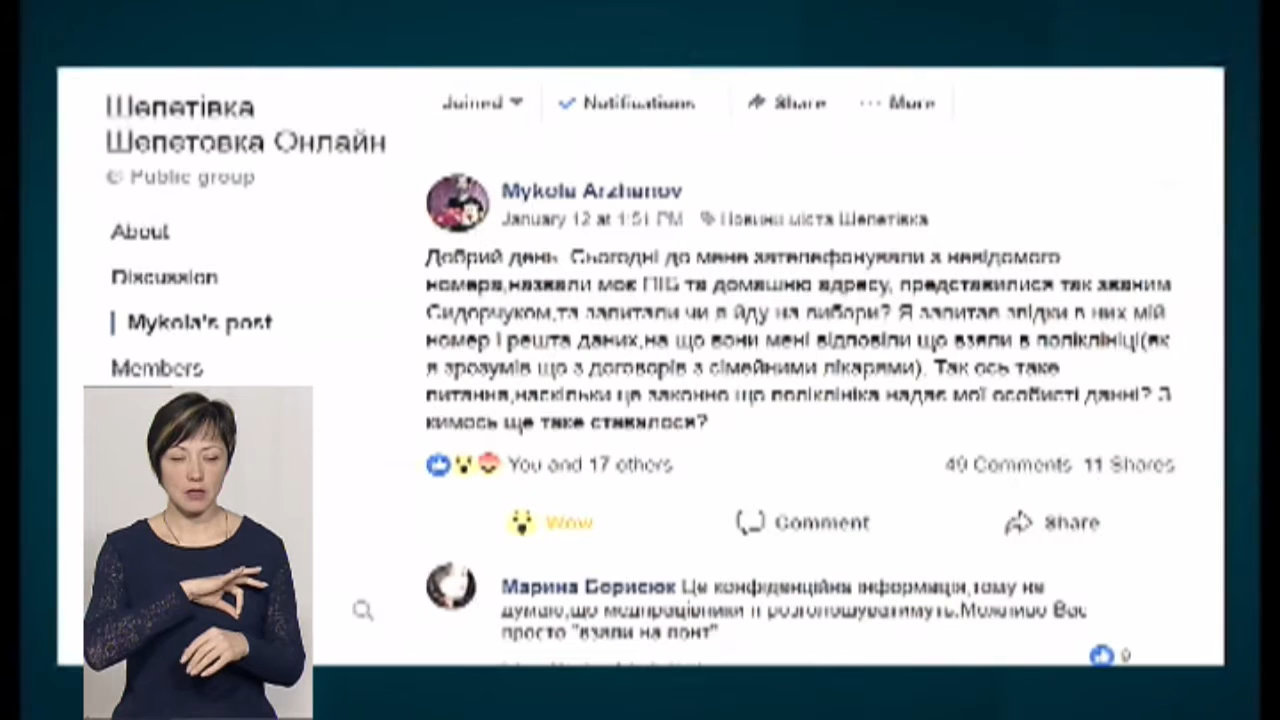 Шепетівка
Шепетовка Онлайн
Public group
About
Discussion
Mykola's post
Members
Joined
Notifications
Share
More
Mykola Arzhanov
January 12 at 1:51 PM Новини міста Шепетівка
Добрий день. Сьогодні до мене зателефонували з невідомого
номера,назвали моє ПІБ та домашню адресу, представилися так званим
Сидорчуком,та запитали чи я йду на вибори? Я запитав звідки в них мій
номер і решта даних,на що вони мені відповіли що взяли в поліклініці(як
я зрозумів що з договорів з сімейними лікарями). Так ось таке
питання,наскільки це законно що поліклініка надає мої особисті данні? З
кимось ще таке ставалося?
You and 17 others
40 Comments 11 Shares
Wow
Comment
Share
Марина Борисюк Це конфіденційна інформація,тому не
думаю,що медпрацівники її розголошуватимуть.Можливо Вас
просто "взяли на понт"
9